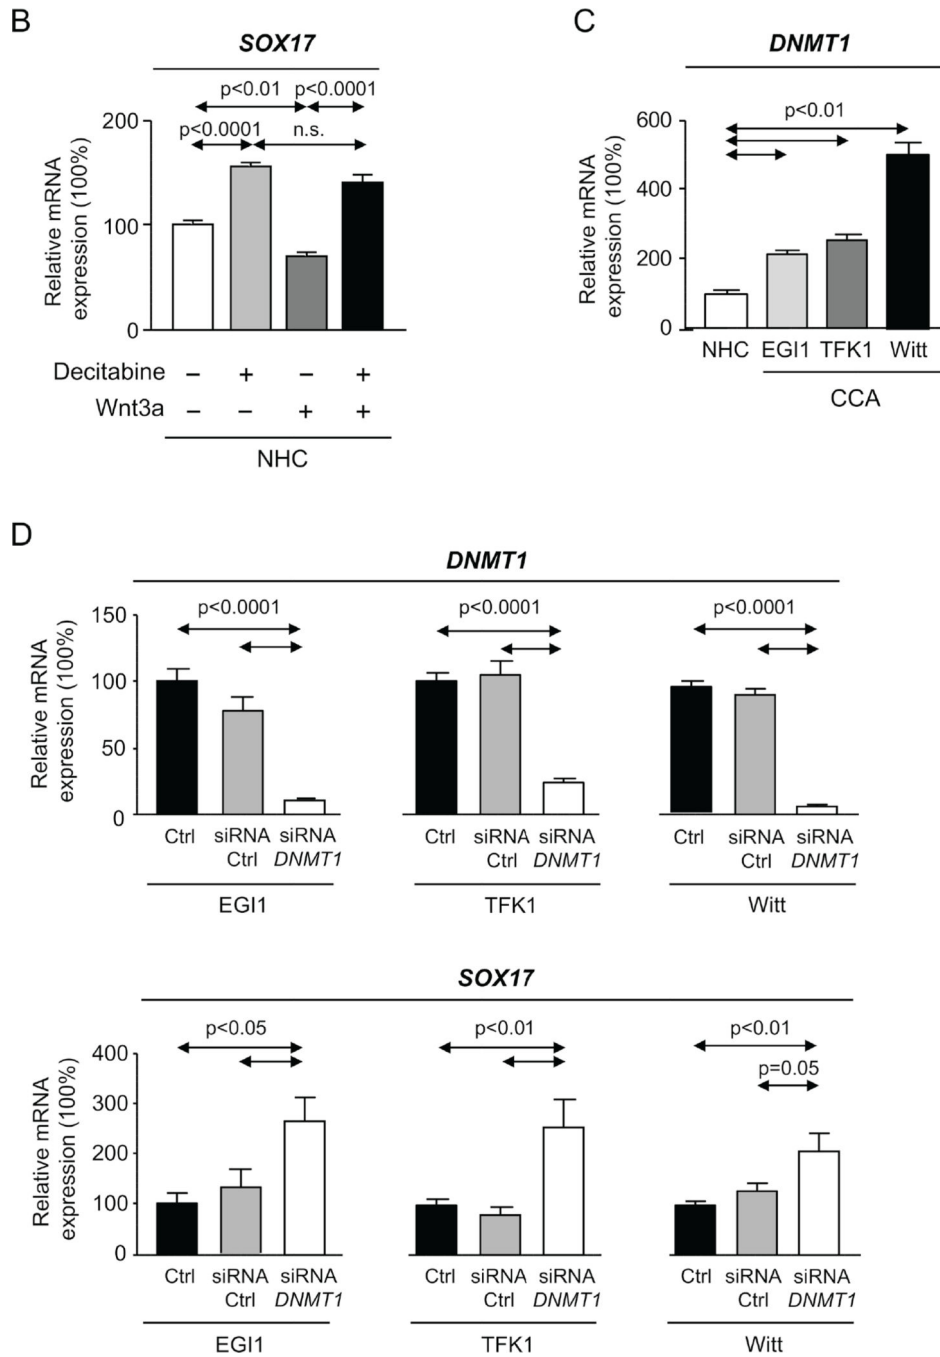 B
SOX17
p<0.01 p<0.0001
p<0.0001 n.s.
Relative mRNA
expression (100%)
200
100
0
Decitabine – + – +
Wnt3a – – + +
NHC
C
DNMT1
p<0.01
Relative mRNA
expression (100%)
600
400
200
0
NHC EGI1 TFK1 Witt
CCA
D
DNMT1
Relative mRNA
expression (100%)
150
100
50
0
p<0.0001
p<0.0001
p<0.0001
Ctrl siRNA siRNA
Ctrl DNMT1
EGI1
Ctrl siRNA siRNA
Ctrl DNMT1
TFK1
Ctrl siRNA siRNA
Ctrl DNMT1
Witt
SOX17
Relative mRNA
expression (100%)
400
300
200
100
0
p<0.05
p<0.01
p<0.01
p=0.05
Ctrl siRNA siRNA
Ctrl DNMT1
EGI1
Ctrl siRNA siRNA
Ctrl DNMT1
TFK1
Ctrl siRNA siRNA
Ctrl DNMT1
Witt